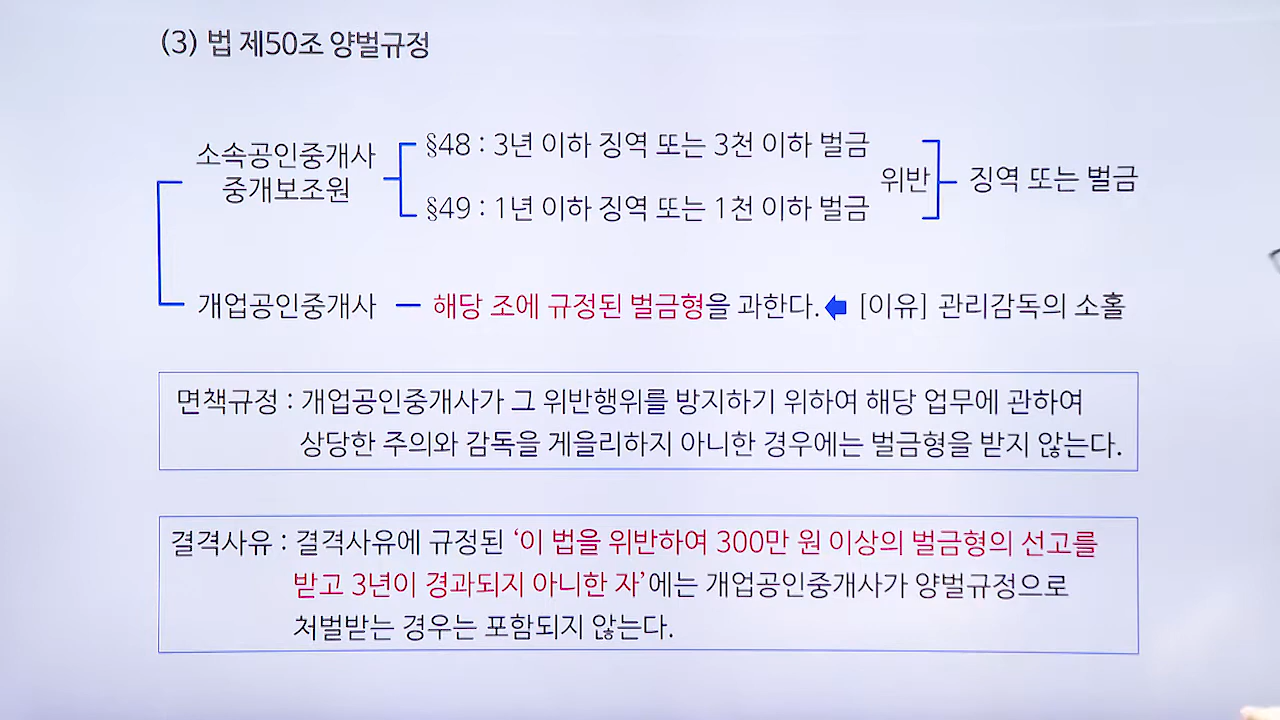 (3) 법 제50조 양벌규정
소속공인중개사
중개보조원
§48 : 3년 이하 징역 또는 3천 이하 벌금
§49 : 1년 이하 징역 또는 1천 이하 벌금
위반
징역 또는 벌금
개업공인중개사 — 해당 조에 규정된 벌금형을 과한다. [이유] 관리감독의 소홀
면책규정 : 개업공인중개사가 그 위반행위를 방지하기 위하여 해당 업무에 관하여
상당한 주의와 감독을 게을리하지 아니한 경우에는 벌금형을 받지 않는다.
결격사유 : 결격사유에 규정된 ‘이 법을 위반하여 300만 원 이상의 벌금형의 선고를
받고 3년이 경과되지 아니한 자’에는 개업공인중개사가 양벌규정으로
처벌받는 경우는 포함되지 않는다.